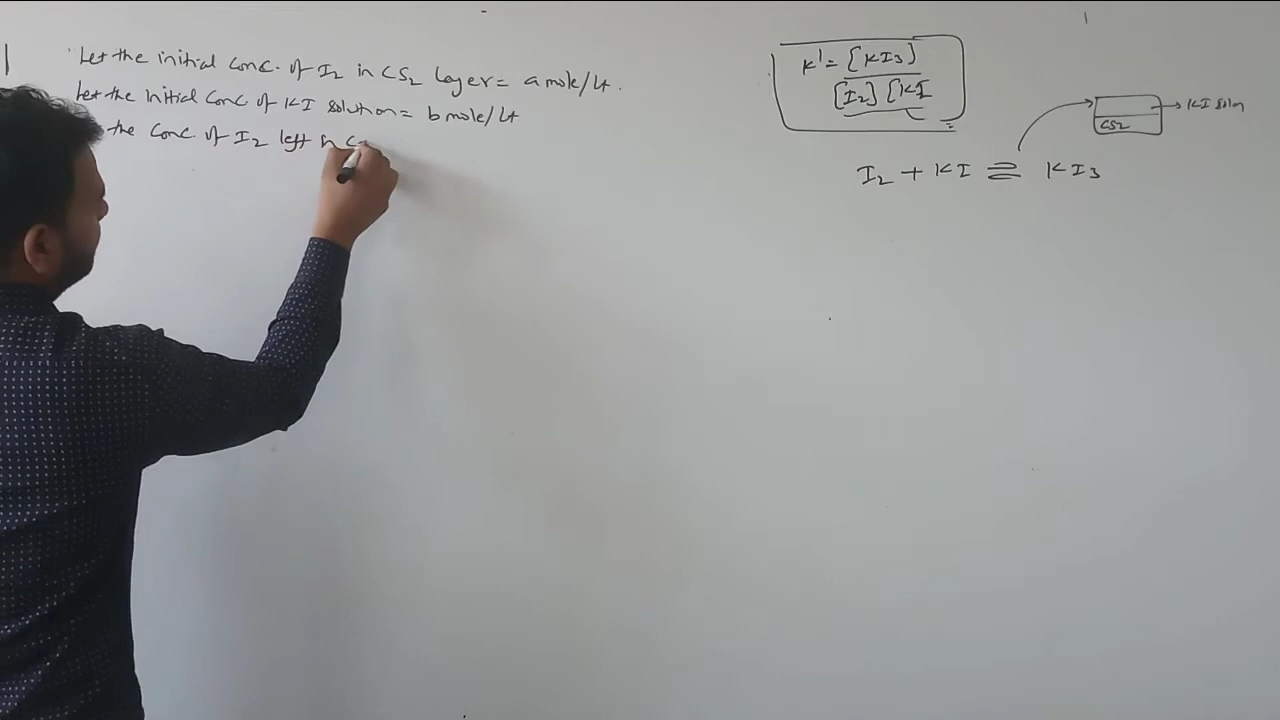 Let the initial conc. of I2 in CS2 layer = a mole/Lt.
Let the initial conc of KI solution = b mole/Lt
the conc of I2 left in C
K' = [KI3]
[I2] [KI
KI soln
CS2
I2 + KI ⇌ KI3